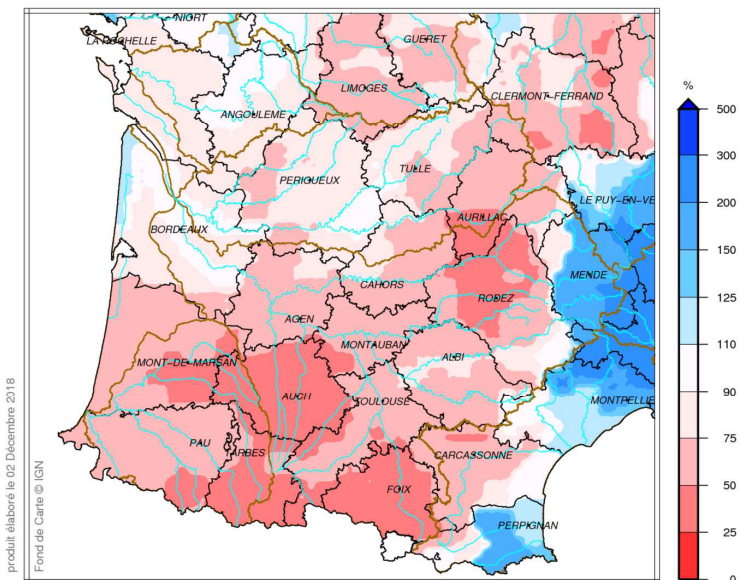 NIORT
LA ROCHELLE
GUERET
LIMOGES
CLERMONT-FERRAND
ANGOULEME
PERIGUEUX
TULLE
LE PUY-EN-VE
AURILLAC
BORDEAUX
MENDE
CAHORS
RODEZ
AGEN
MONTAUBAN
ALBI
MONT-DE-MARSAN
AUCH
TOULOUSE
MONTPELLIE
PAU
TARBES
CARCASSONNE
FOIX
PERPIGNAN
%
500
300
200
150
125
110
90
75
50
25
0
produit élaboré le 02 Décembre 2018
Fond de Carte © IGN